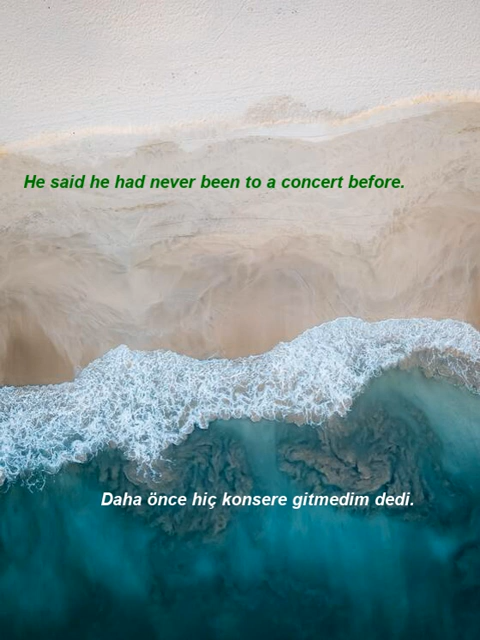 He said he had never been to a concert before.
Daha önce hiç konsere gitmedim dedi.